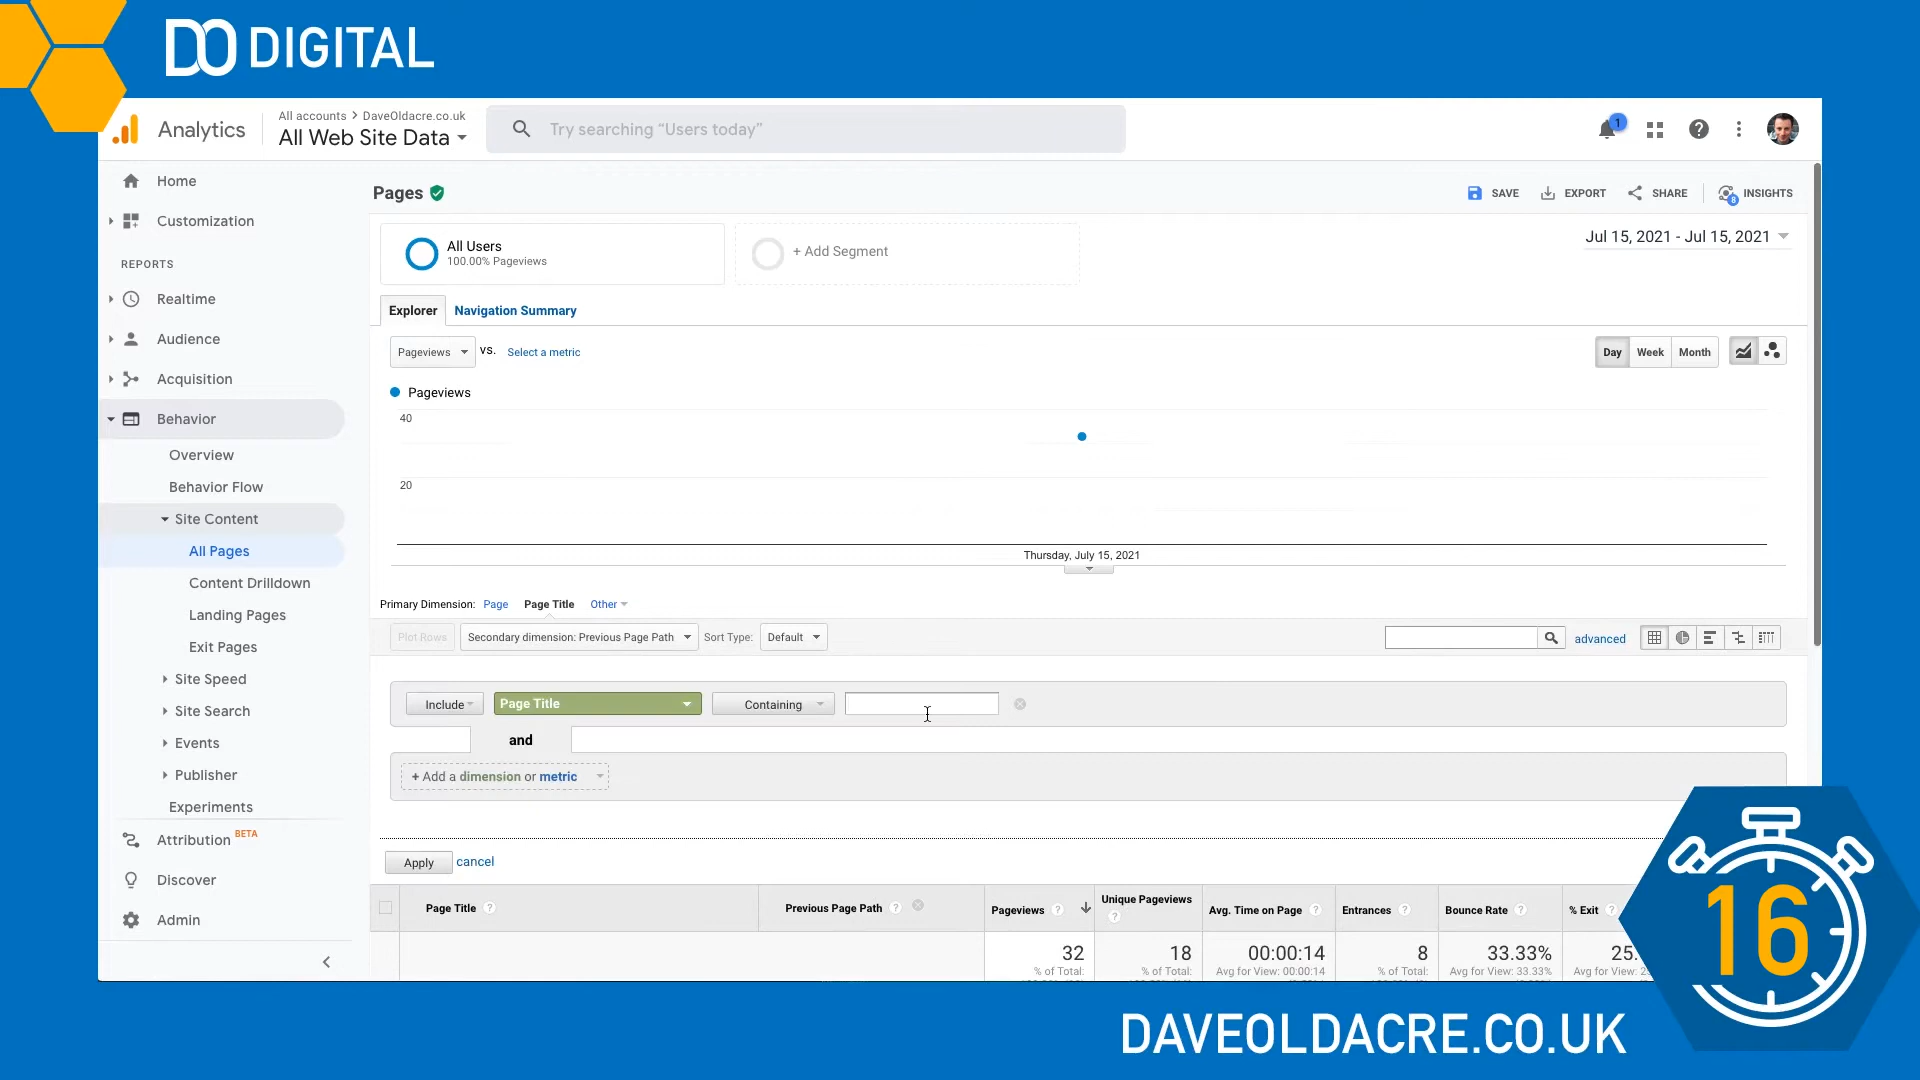 DO DIGITAL
Analytics
All accounts > DaveOldacre.co.uk
All Web Site Data
Try searching “Users today”
1
Home
Customization
REPORTS
Realtime
Audience
Acquisition
Behavior
Overview
Behavior Flow
Site Content
All Pages
Content Drilldown
Landing Pages
Exit Pages
Site Speed
Site Search
Events
Publisher
Experiments
Attribution BETA
Discover
Admin
Pages
SAVE
EXPORT
SHARE
8
INSIGHTS
All Users
100.00% Pageviews
+ Add Segment
Jul 15, 2021 - Jul 15, 2021
Explorer
Navigation Summary
Pageviews
VS.
Select a metric
Day
Week
Month
Pageviews
40
20
Thursday, July 15, 2021
Primary Dimension: Page Page Title Other
Plot Rows
Secondary dimension: Previous Page Path
Sort Type:
Default
advanced
Include
Page Title
Containing
and
+ Add a dimension or metric
Apply
cancel
Page Title ?
Previous Page Path ?
Pageviews ?
Unique Pageviews ?
Avg. Time on Page ?
Entrances ?
Bounce Rate ?
% Exit ?
32
18
00:00:14
8
33.33%
25.
% of Total:
% of Total:
Avg for View: 00:00:14
% of Total:
Avg for View: 33.33%
16
DAVEOLDACRE.CO.UK